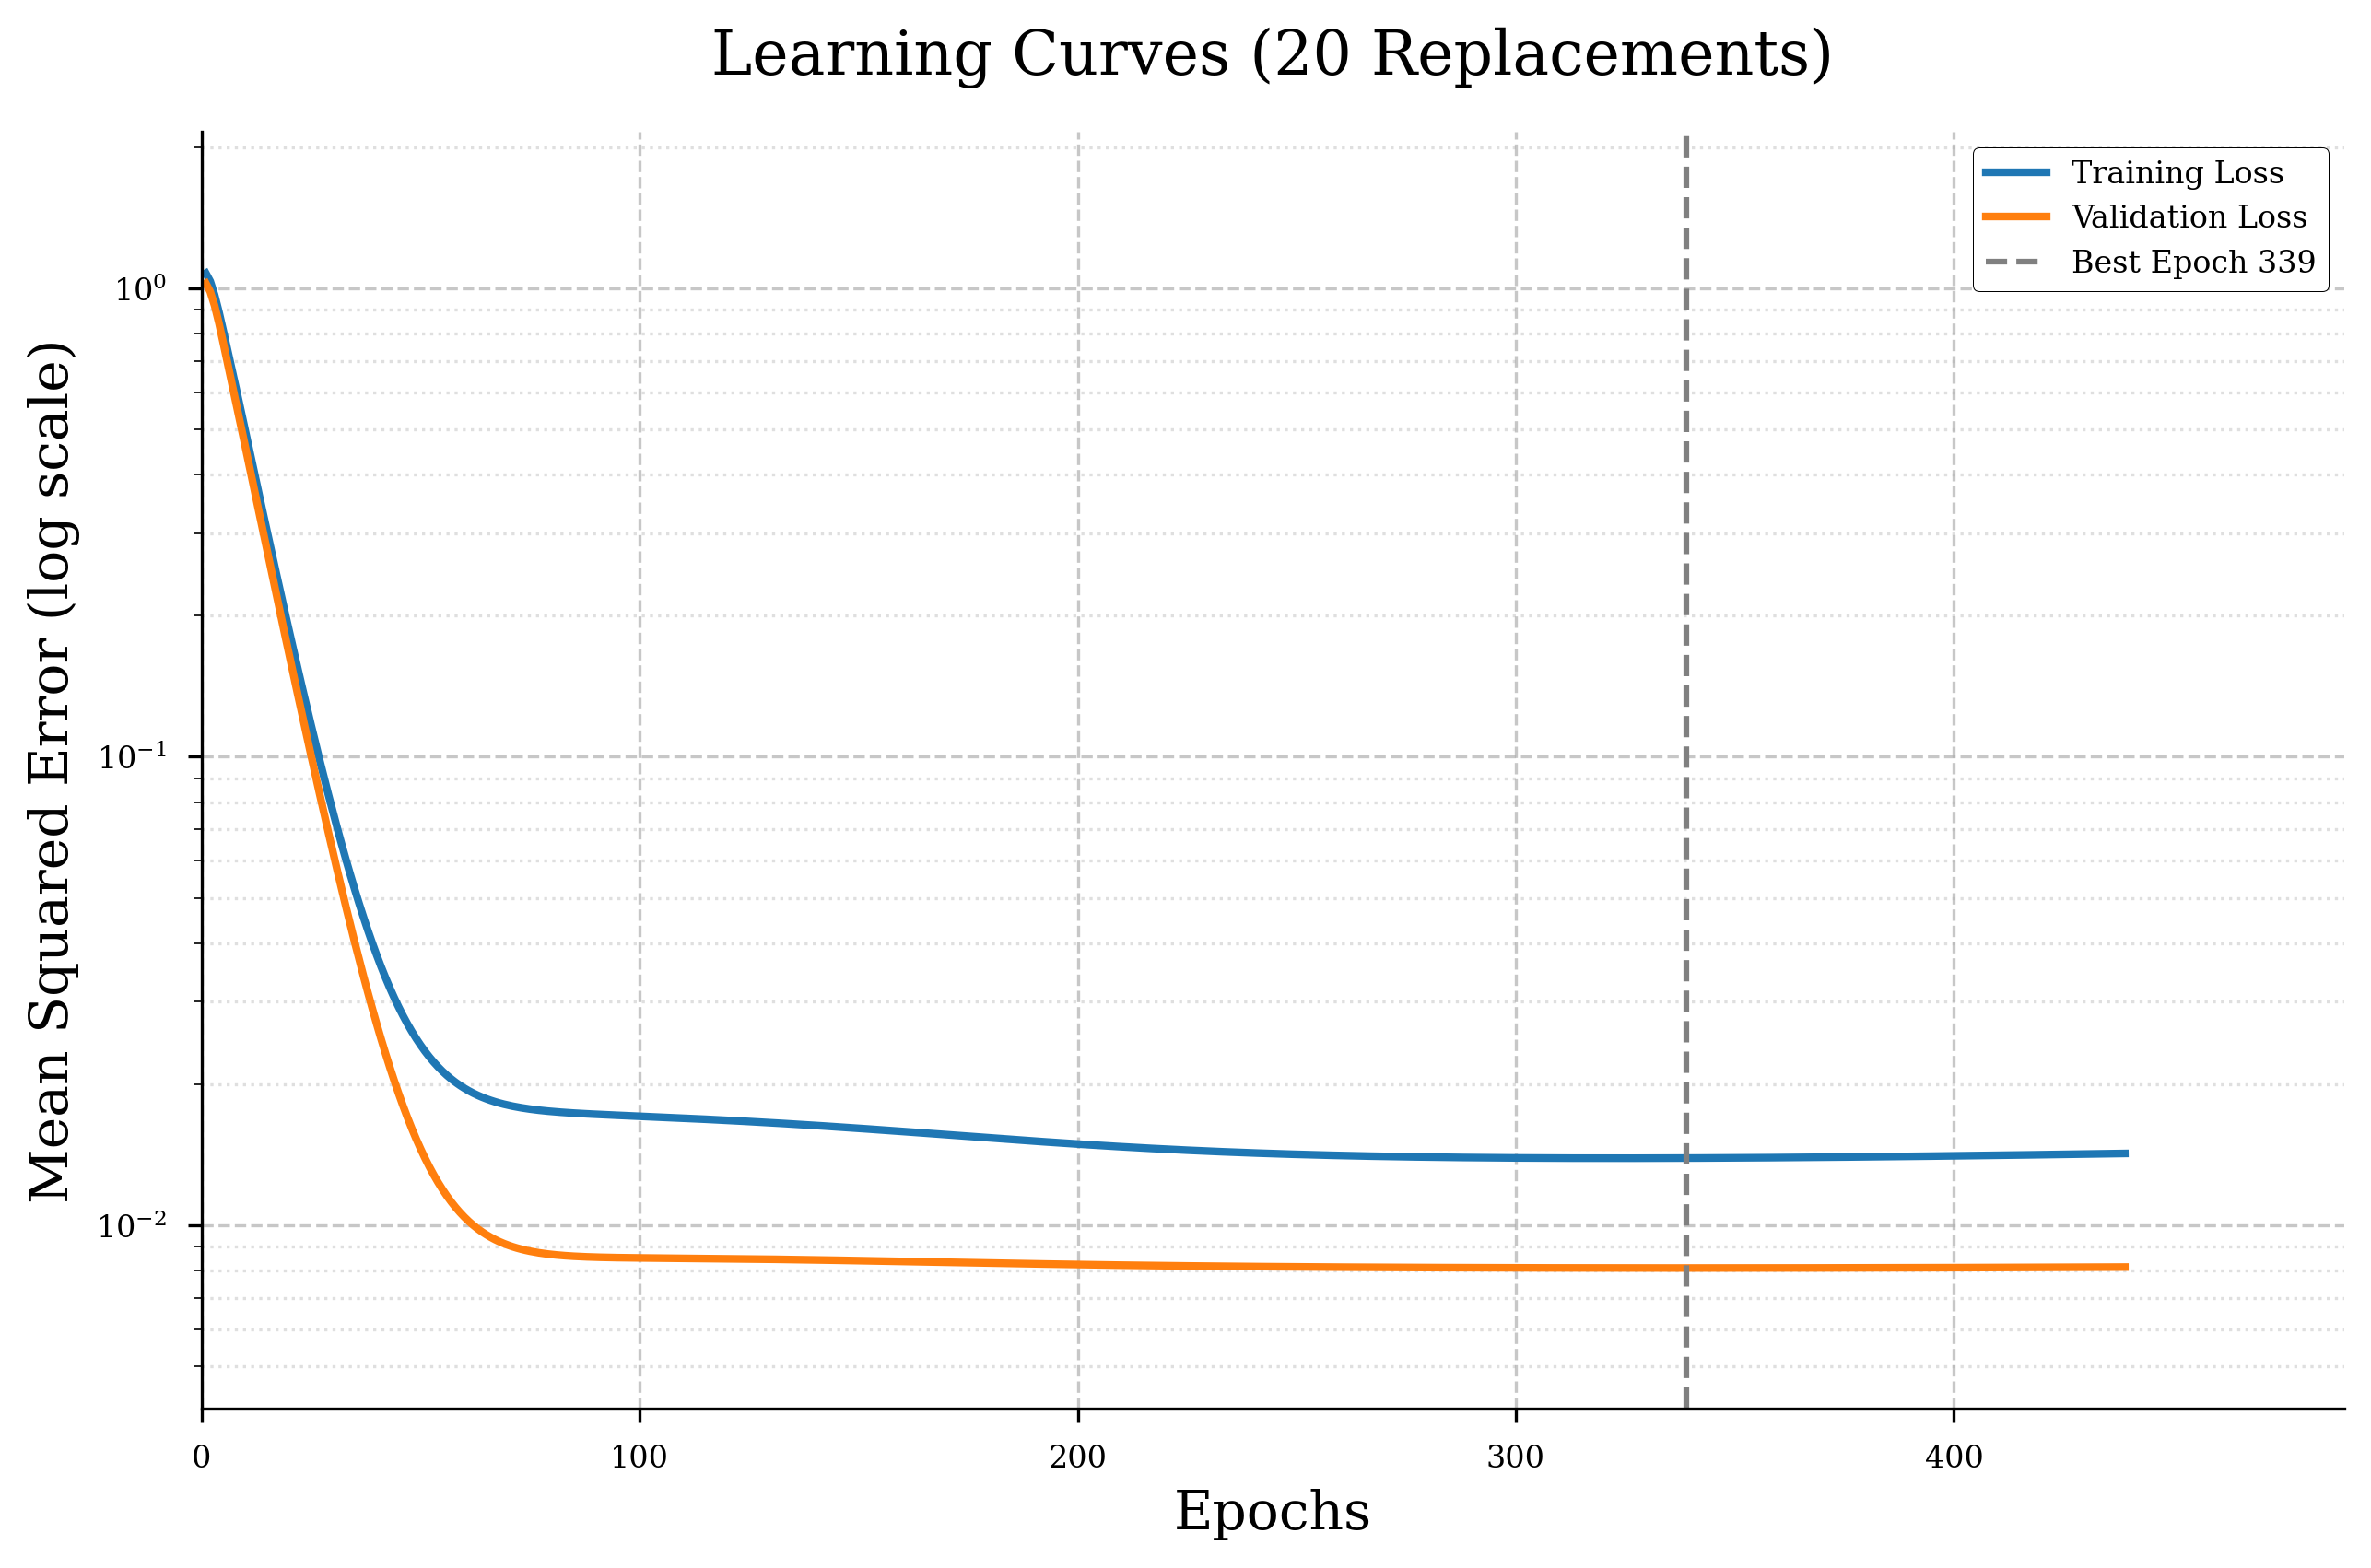 Learning Curves (20 Replacements)
Training Loss
Validation Loss
Best Epoch 339
Mean Squared Error (log scale)
10⁰
10⁻¹
10⁻²
0 100 200 300 400
Epochs